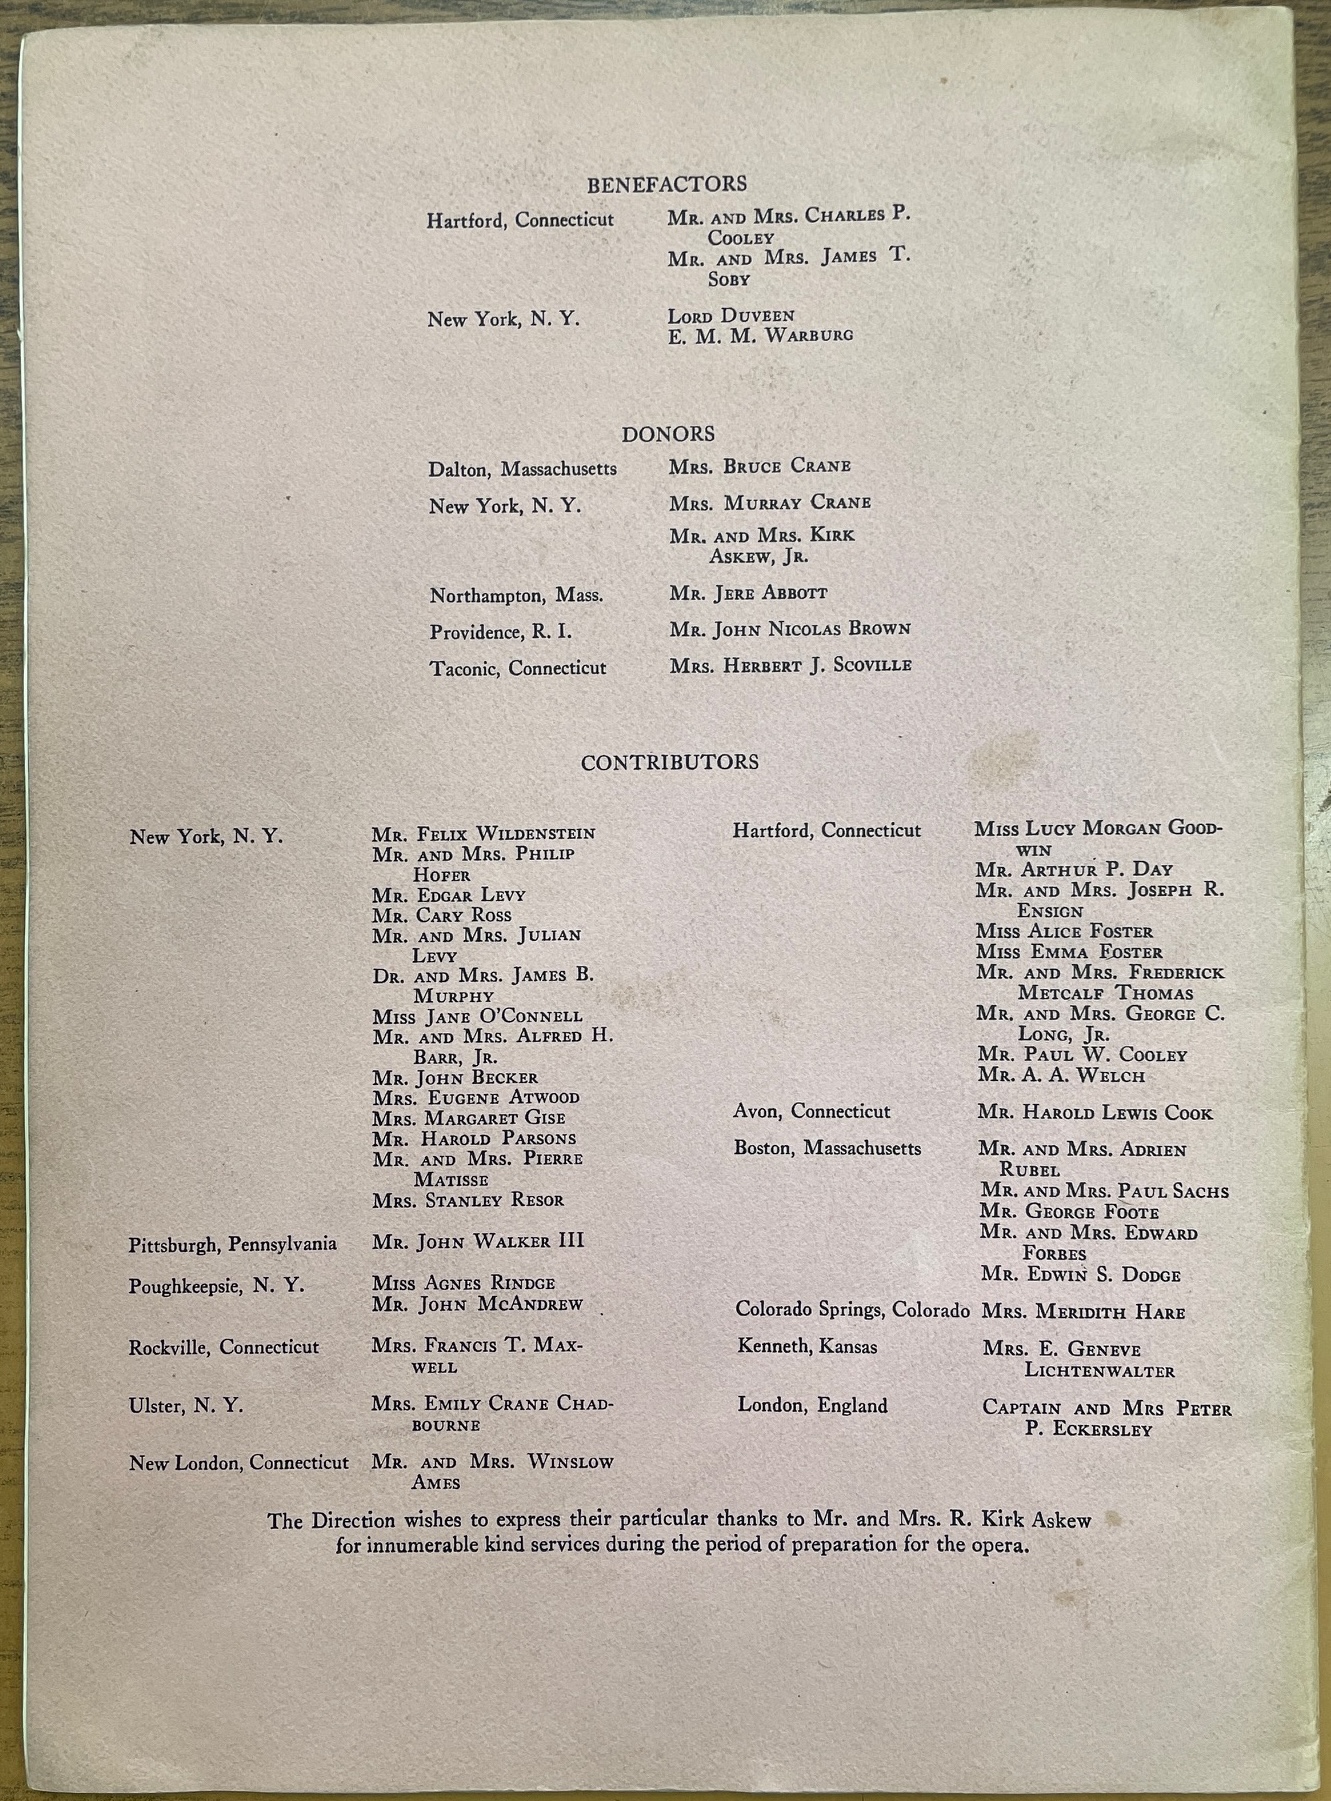 BENEFACTORS
Hartford, Connecticut MR. AND MRS. CHARLES P.
COOLEY
MR. AND MRS. JAMES T.
SOBY
New York, N. Y. LORD DUVEEN
E. M. M. WARBURG
DONORS
Dalton, Massachusetts MRS. BRUCE CRANE
New York, N. Y. MRS. MURRAY CRANE
MR. AND MRS. KIRK
ASKEW, JR.
Northampton, Mass. MR. JERE ABBOTT
Providence, R. I. MR. JOHN NICOLAS BROWN
Taconic, Connecticut MRS. HERBERT J. SCOVILLE
CONTRIBUTORS
New York, N. Y. MR. FELIX WILDENSTEIN
MR. AND MRS. PHILIP
HOFER
MR. EDGAR LEVY
MR. CARY ROSS
MR. AND MRS. JULIAN
LEVY
DR. AND MRS. JAMES B.
MURPHY
MISS JANE O'CONNELL
MR. AND MRS. ALFRED H.
BARR, JR.
MR. JOHN BECKER
MRS. EUGENE ATWOOD
MRS. MARGARET GISE
MR. HAROLD PARSONS
MR. AND MRS. PIERRE
MATISSE
MRS. STANLEY RESOR
Pittsburgh, Pennsylvania MR. JOHN WALKER III
Poughkeepsie, N. Y. MISS AGNES RINDGE
MR. JOHN MCANDREW
Rockville, Connecticut MRS. FRANCIS T. MAX-
WELL
Ulster, N. Y. MRS. EMILY CRANE CHAD-
BOURNE
New London, Connecticut MR. AND MRS. WINSLOW
AMES
Hartford, Connecticut MISS LUCY MORGAN GOOD-
WIN
MR. ARTHUR P. DAY
MR. AND MRS. JOSEPH R.
ENSIGN
MISS ALICE FOSTER
MISS EMMA FOSTER
MR. AND MRS. FREDERICK
METCALF THOMAS
MR. AND MRS. GEORGE C.
LONG, JR.
MR. PAUL W. COOLEY
MR. A. A. WELCH
Avon, Connecticut MR. HAROLD LEWIS COOK
Boston, Massachusetts MR. AND MRS. ADRIEN
RUBEL
MR. AND MRS. PAUL SACHS
MR. GEORGE FOOTE
MR. AND MRS. EDWARD
FORBES
MR. EDWIN S. DODGE
Colorado Springs, Colorado MRS. MERIDITH HARE
Kenneth, Kansas MRS. E. GENEVE
LICHTENWALTER
London, England CAPTAIN AND MRS PETER
P. ECKERSLEY
The Direction wishes to express their particular thanks to Mr. and Mrs. R. Kirk Askew
for innumerable kind services during the period of preparation for the opera.